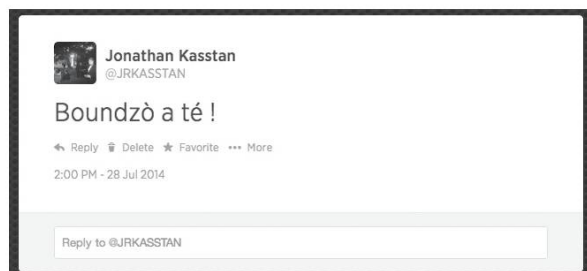 Jonathan Kasstan
@JRKASSTAN
Boundzò a té !
Reply Delete Favorite More
2:00 PM - 28 Jul 2014
Reply to @JRKASSTAN